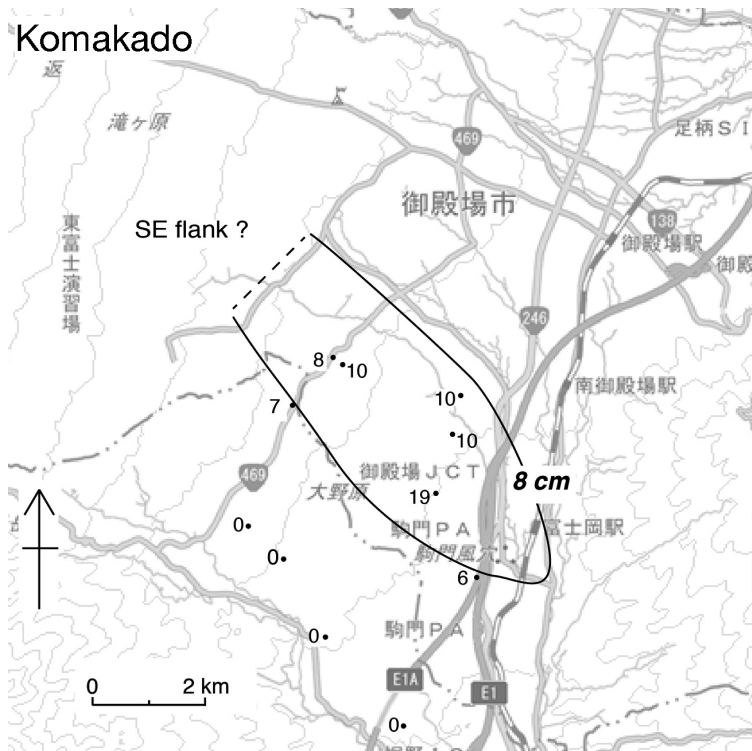 Komakado
返
滝ヶ原
469
足柄SI
御殿場市
東富士演習場
SE flank ?
138
御殿場駅
御殿
246
8
10
南御殿場駅
7
10
10
469
御殿場JCT
8 cm
大野原
19
0
駒門PA
富士岡駅
駒門風穴
0
6
0
駒門PA
0
2 km
E1A
E1
0